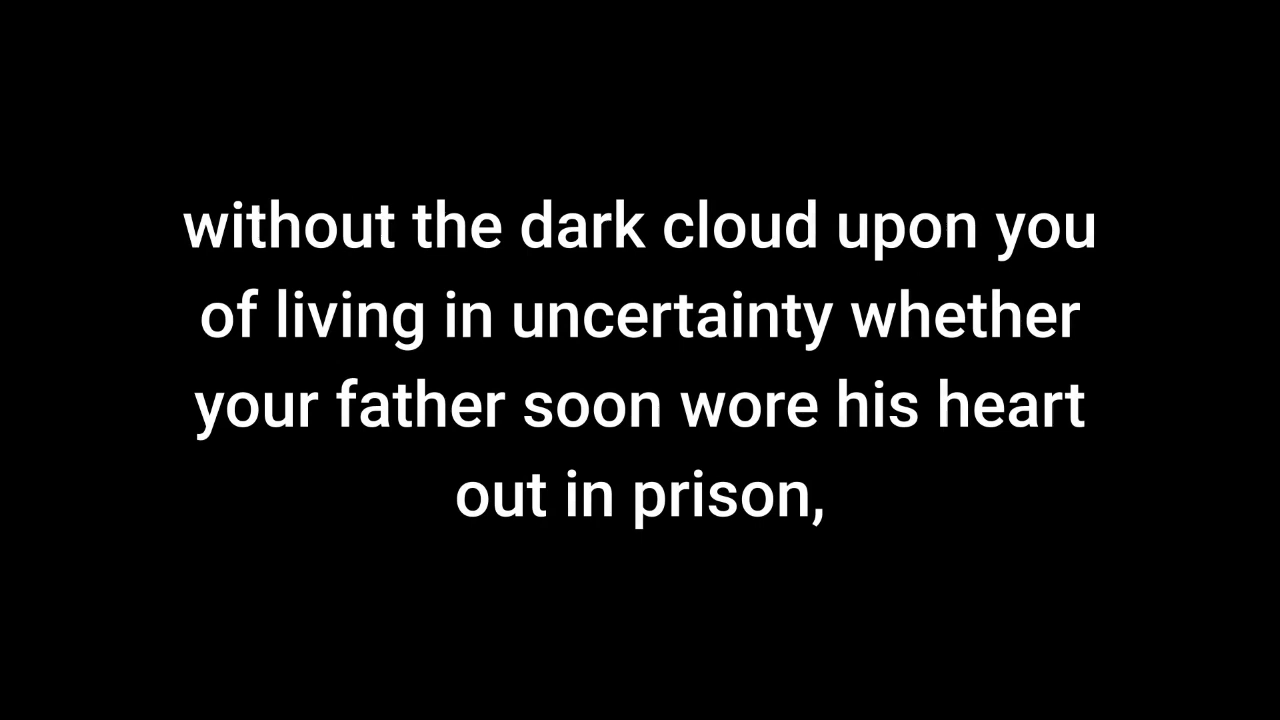 without the dark cloud upon you
of living in uncertainty whether
your father soon wore his heart
out in prison,